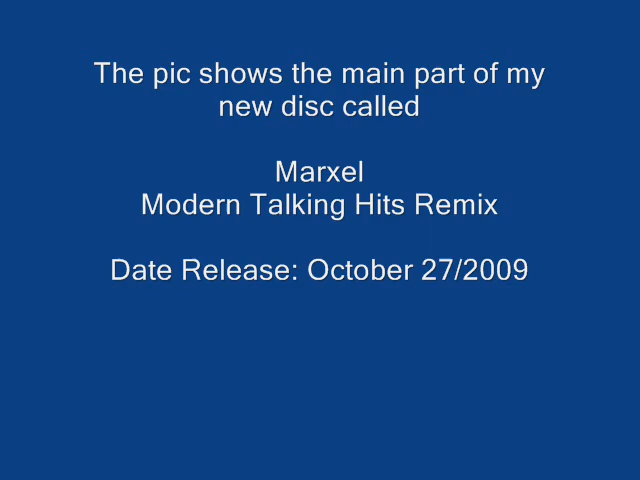 The pic shows the main part of my
new disc called
Marxel
Modern Talking Hits Remix
Date Release: October 27/2009